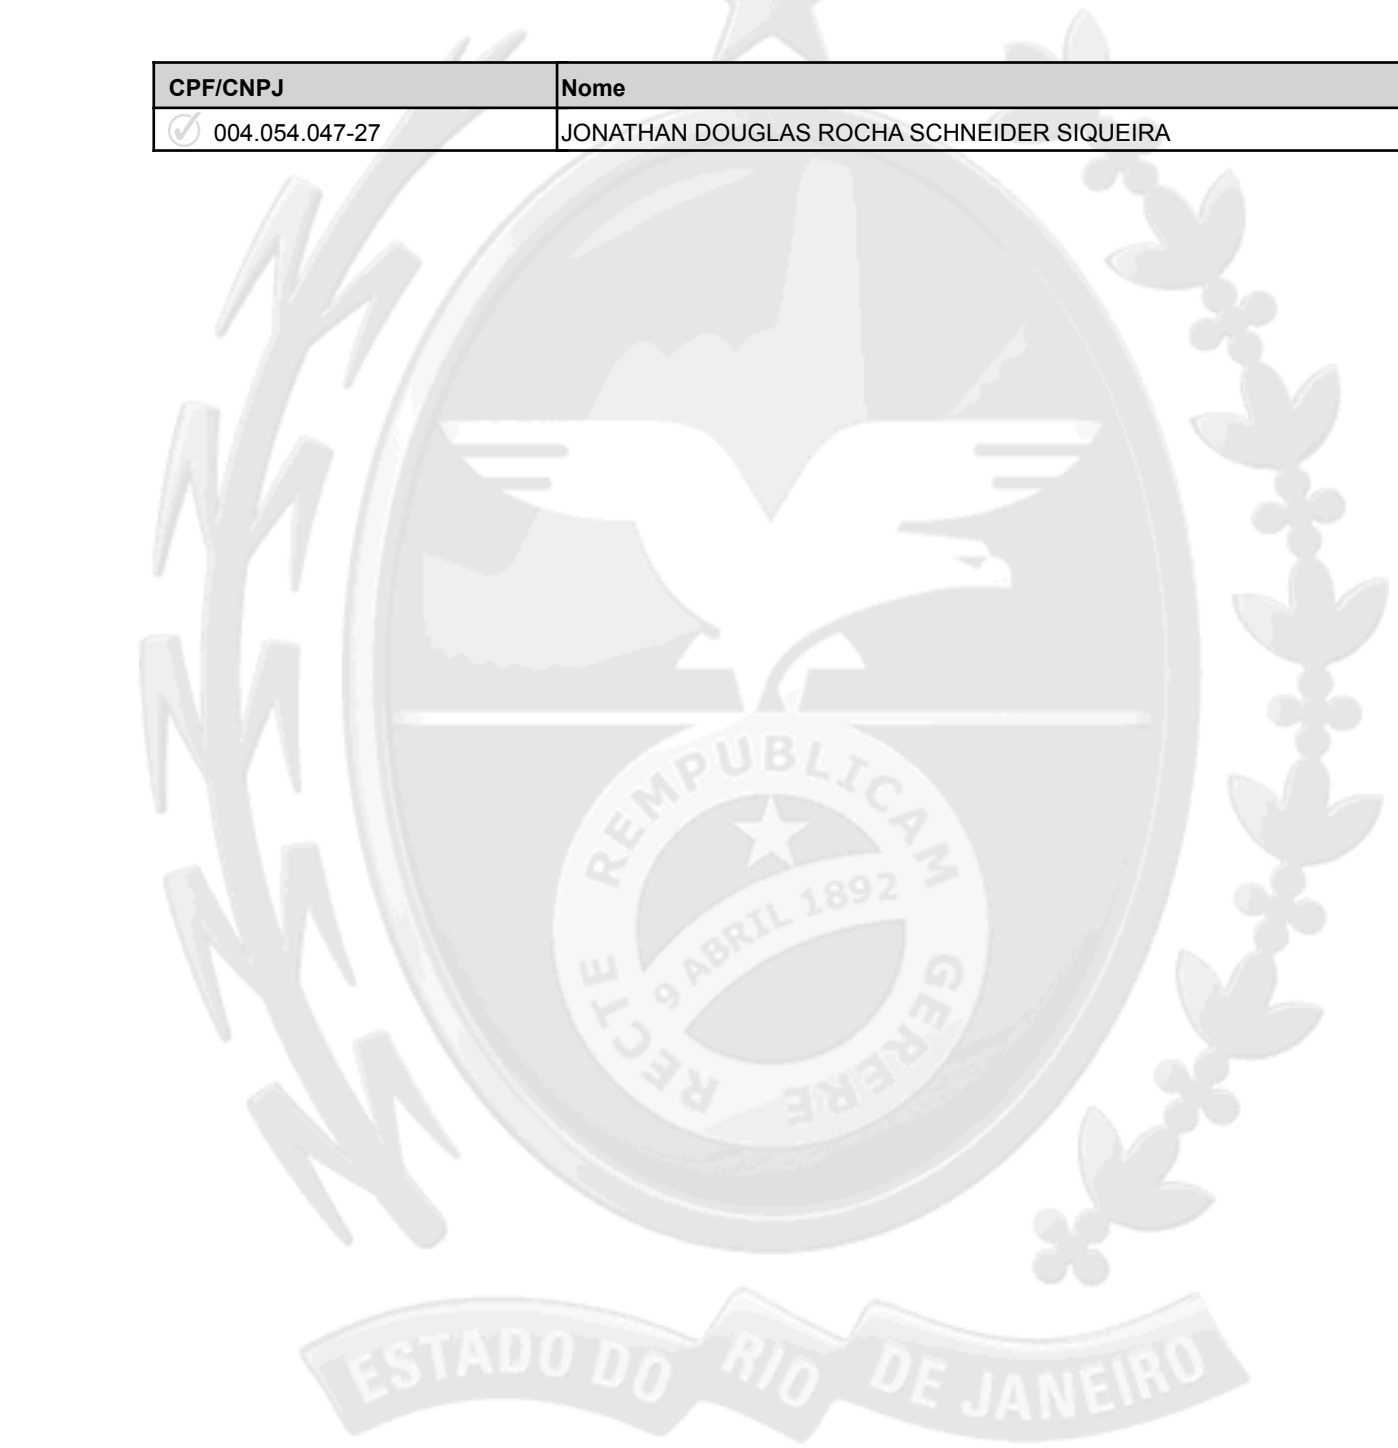 CPF/CNPJ Nome
004.054.047-27 JONATHAN DOUGLAS ROCHA SCHNEIDER SIQUEIRA
REMPUBLICAM
9 ABRIL 1892
RECTE GERERE
ESTADO DO RIO DE JANEIRO